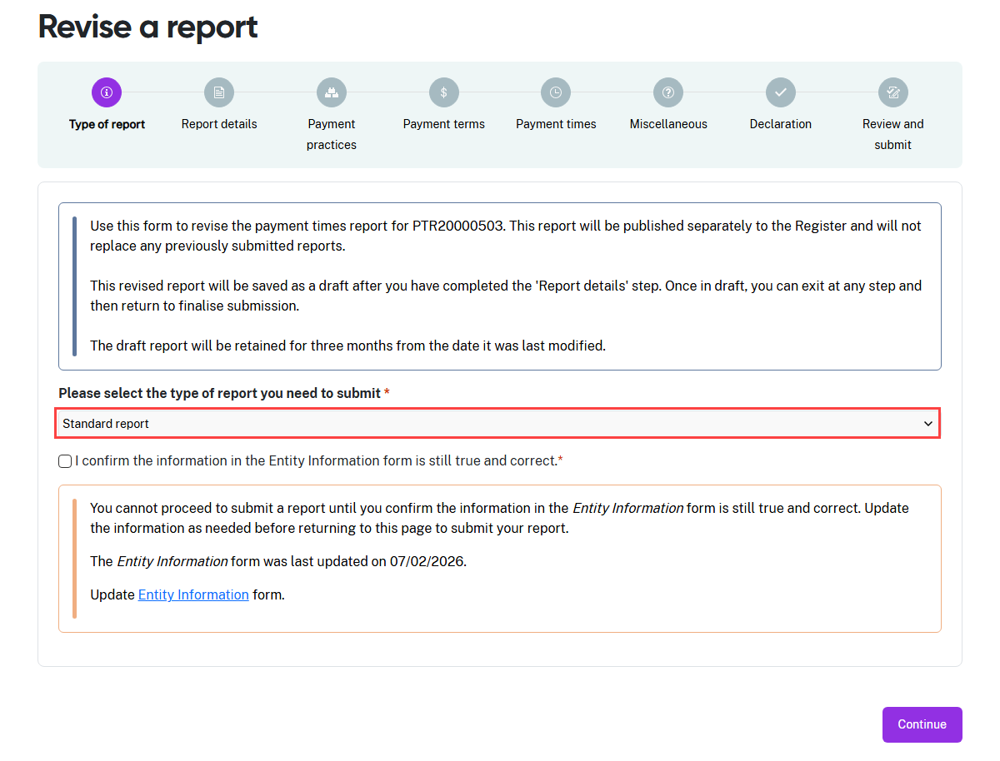 Revise a report
Type of report
Report details
Payment
practices
Payment terms
Payment times
Miscellaneous
Declaration
Review and
submit
Use this form to revise the payment times report for PTR20000503. This report will be published separately to the Register and will not
replace any previously submitted reports.
This revised report will be saved as a draft after you have completed the 'Report details' step. Once in draft, you can exit at any step and
then return to finalise submission.
The draft report will be retained for three months from the date it was last modified.
Please select the type of report you need to submit *
Standard report
I confirm the information in the Entity Information form is still true and correct.*
You cannot proceed to submit a report until you confirm the information in the Entity Information form is still true and correct. Update
the information as needed before returning to this page to submit your report.
The Entity Information form was last updated on 07/02/2026.
Update Entity Information form.
Continue